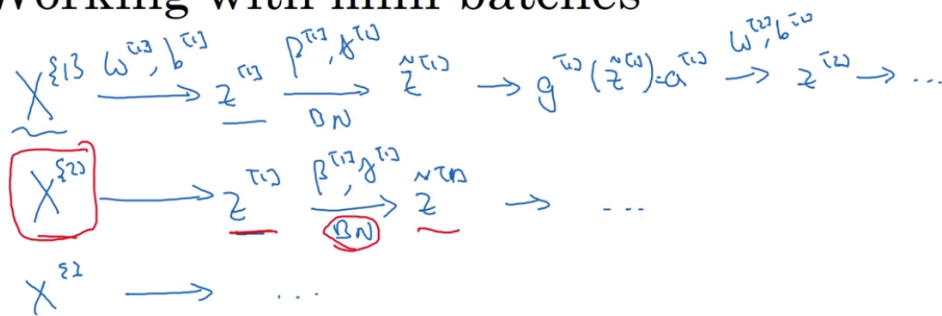 Working with mini-batches
X^{1} w^[1], b^[1] → z^[1] β^[1], γ^[1] → BN z̃^[1] → g^[1](z̃^[1]) = a^[1] w^[2], b^[2] → z^[2] → ...
X^{2} → z^[1] β^[1], γ^[1] → BN z̃^[1] → ...
X^{} → ...